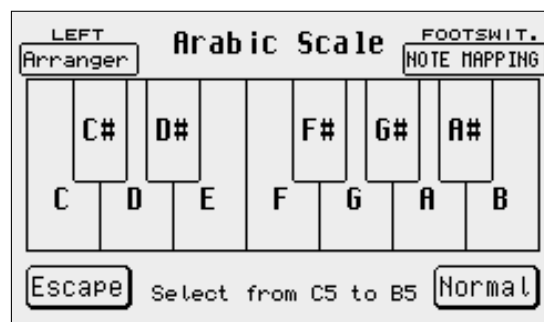 LEFT Arabic Scale FOOTSWIT.
Arranger NOTE MAPPING
C# D# F# G# A#
C D E F G A B
Escape Select from C5 to B5 Normal